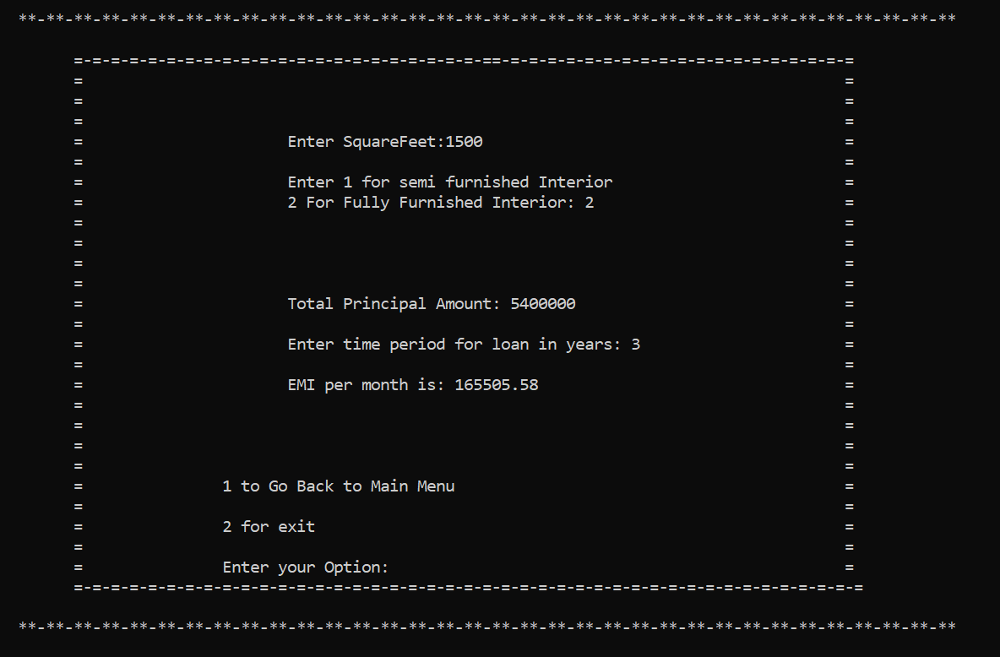 **-**-**-**-**-**-**-**-**-**-**-**-**-**-**-**-**-**-**-**-**-**-**-**-**-**-**-**-**-**-**-**-**-**
=-=-=-=-=-=-=-=-=-=-=-=-=-=-=-=-=-=-=-=-=-=-==-=-=-=-=-=-=-=-=-=-=-=-=-=-=-=-=-=-=
= =
= =
= =
= Enter SquareFeet:1500 =
= =
= Enter 1 for semi furnished Interior =
= 2 For Fully Furnished Interior: 2 =
= =
= =
= =
= =
= Total Principal Amount: 5400000 =
= =
= Enter time period for loan in years: 3 =
= =
= EMI per month is: 165505.58 =
= =
= =
= =
= =
= 1 to Go Back to Main Menu =
= =
= 2 for exit =
= =
= Enter your Option: =
=-=-=-=-=-=-=-=-=-=-=-=-=-=-=-=-=-=-=-=-=-=-=-=-=-=-=-=-=-=-=-=-=-=-=-=-=-=-=-=-=-=-=
**-**-**-**-**-**-**-**-**-**-**-**-**-**-**-**-**-**-**-**-**-**-**-**-**-**-**-**-**-**-**-**-**-**